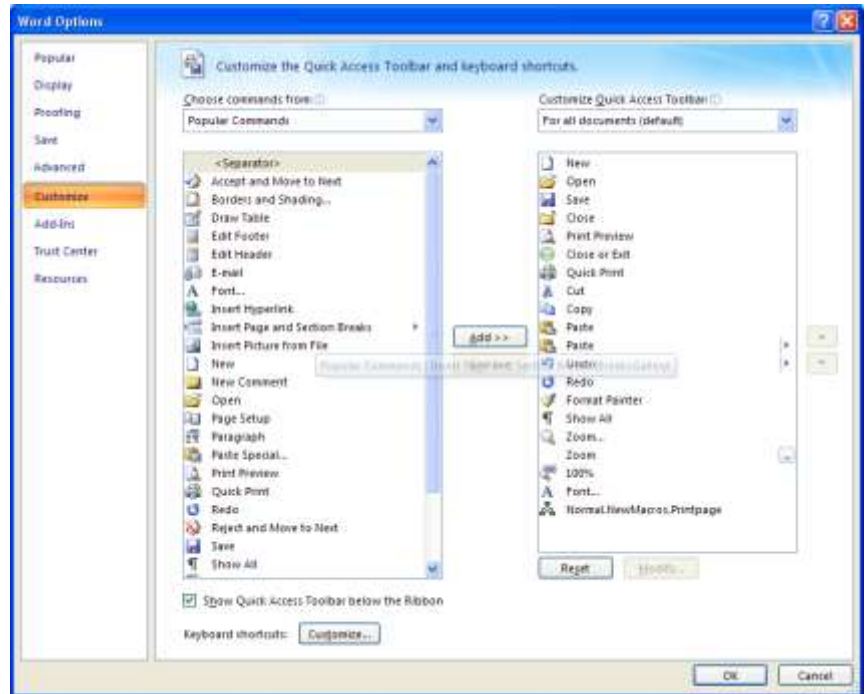 Word Options
Popular
Display
Proofing
Save
Advanced
Customize
Add-Ins
Trust Center
Resources
Customize the Quick Access Toolbar and keyboard shortcuts.
Choose commands from:
Popular Commands
<Separator>
Accept and Move to Next
Borders and Shading...
Draw Table
Edit Footer
Edit Header
E-mail
Font...
Insert Hyperlink
Insert Page and Section Breaks
Insert Picture from File
New
New Comment
Open
Page Setup
Paragraph
Paste Special...
Print Preview
Quick Print
Redo
Reject and Move to Next
Save
Show All
Add >>
Customize Quick Access Toolbar:
For all documents (default)
New
Open
Save
Close
Print Preview
Close or Exit
Quick Print
Cut
Copy
Paste
Paste
Undo
Redo
Format Painter
Show All
Zoom...
Zoom
100%
Font...
Normal.NewMacros.Printpage
Reset
Modify...
Show Quick Access Toolbar below the Ribbon
Keyboard shortcuts:
Customize...
OK
Cancel